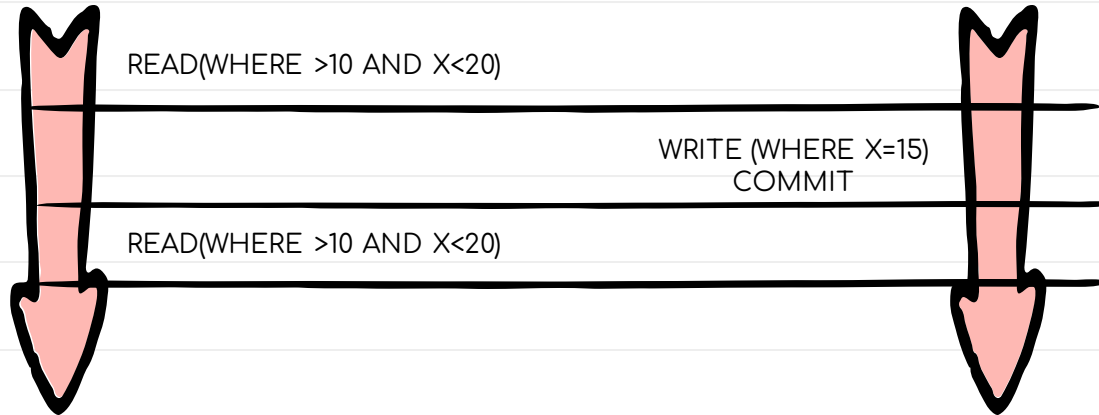 READ(WHERE >10 AND X<20)
WRITE (WHERE X=15)
COMMIT
READ(WHERE >10 AND X<20)